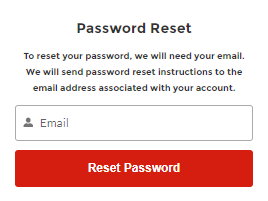 Password Reset
To reset your password, we will need your email.
We will send password reset instructions to the
email address associated with your account.
Email
Reset Password